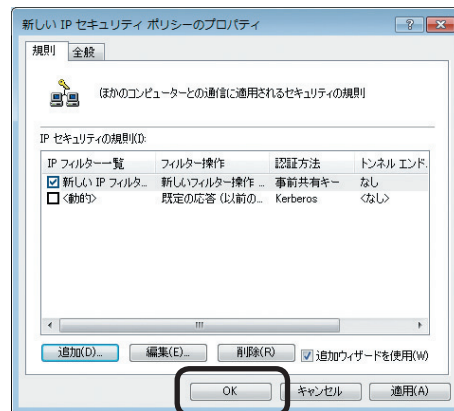 新しい IP セキュリティ ポリシーのプロパティ
規則 全般
ほかのコンピューターとの通信に適用されるセキュリティの規則
IP セキュリティの規則(I):
IP フィルター一覧 フィルター操作 認証方法 トンネル エンド.
新しい IP フィルタ... 新しいフィルター操作 ... 事前共有キー なし
<動的> 既定の応答 (以前の... Kerberos <なし>
追加(D)... 編集(E)... 削除(R) 追加ウィザードを使用(W)
OK キャンセル 適用(A)